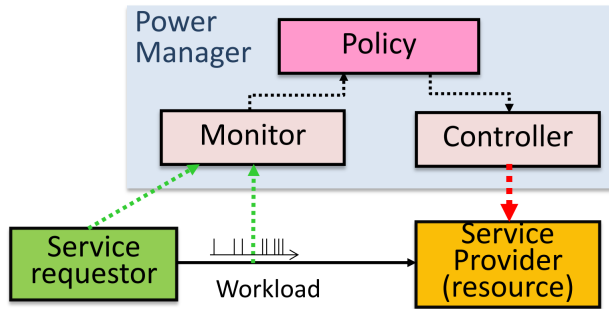 Power
Manager
Policy
Monitor
Controller
Service
requestor
Workload
Service
Provider
(resource)